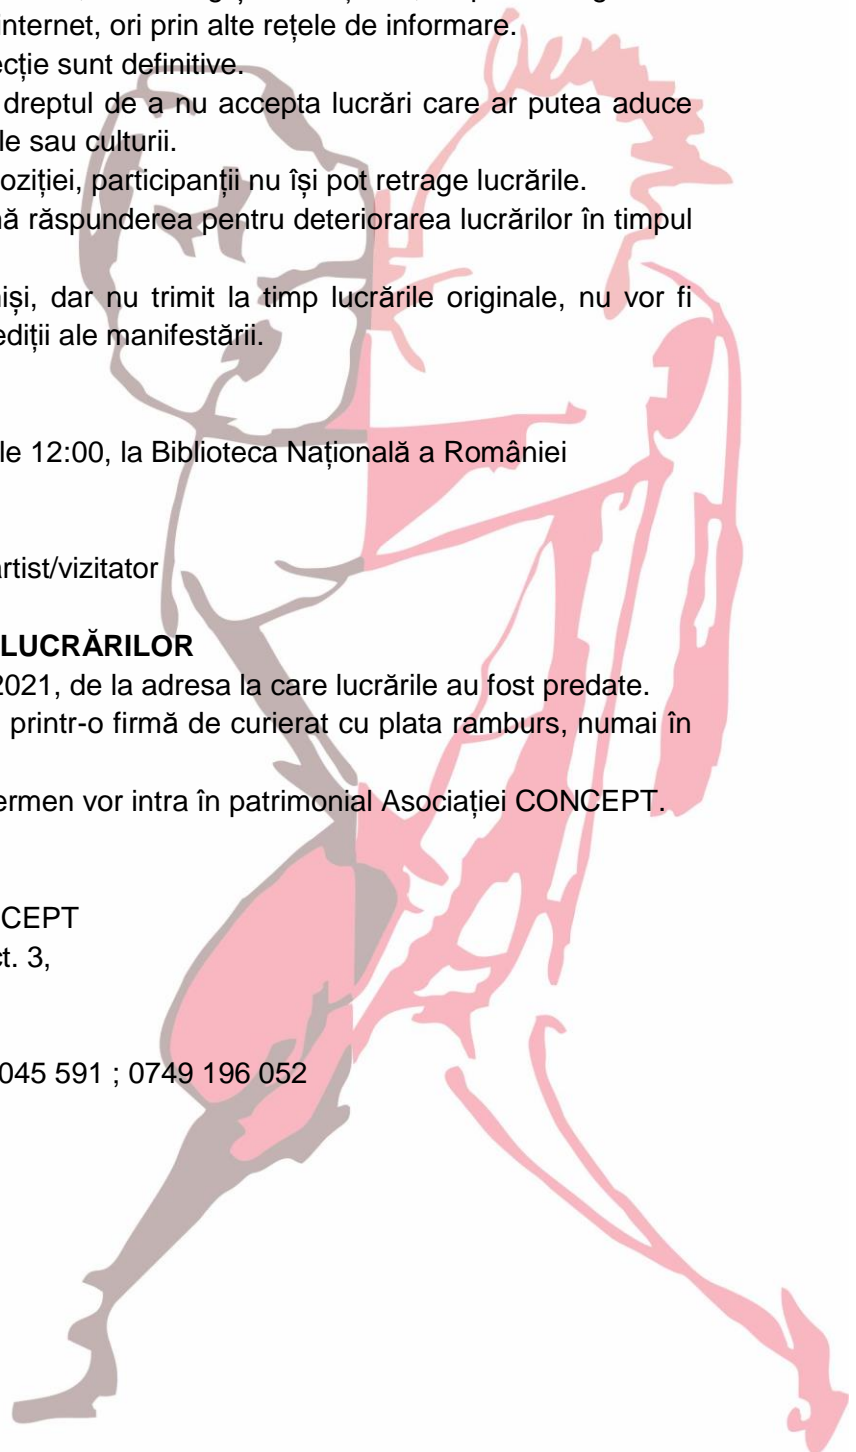 internet, ori prin alte rețele de informare.
ecție sunt definitive.
dreptul de a nu accepta lucrări care ar putea aduce
le sau culturii.
oziției, participanții nu își pot retrage lucrările.
nă răspunderea pentru deteriorarea lucrărilor în timpul
niși, dar nu trimit la timp lucrările originale, nu vor fi
ediții ale manifestării.
le 12:00, la Biblioteca Națională a României
artist/vizitator
LUCRĂRILOR
2021, de la adresa la care lucrările au fost predate.
printr-o firmă de curierat cu plata ramburs, numai în
ermen vor intra în patrimonial Asociației CONCEPT.
CEPT
ct. 3,
045 591 ; 0749 196 052